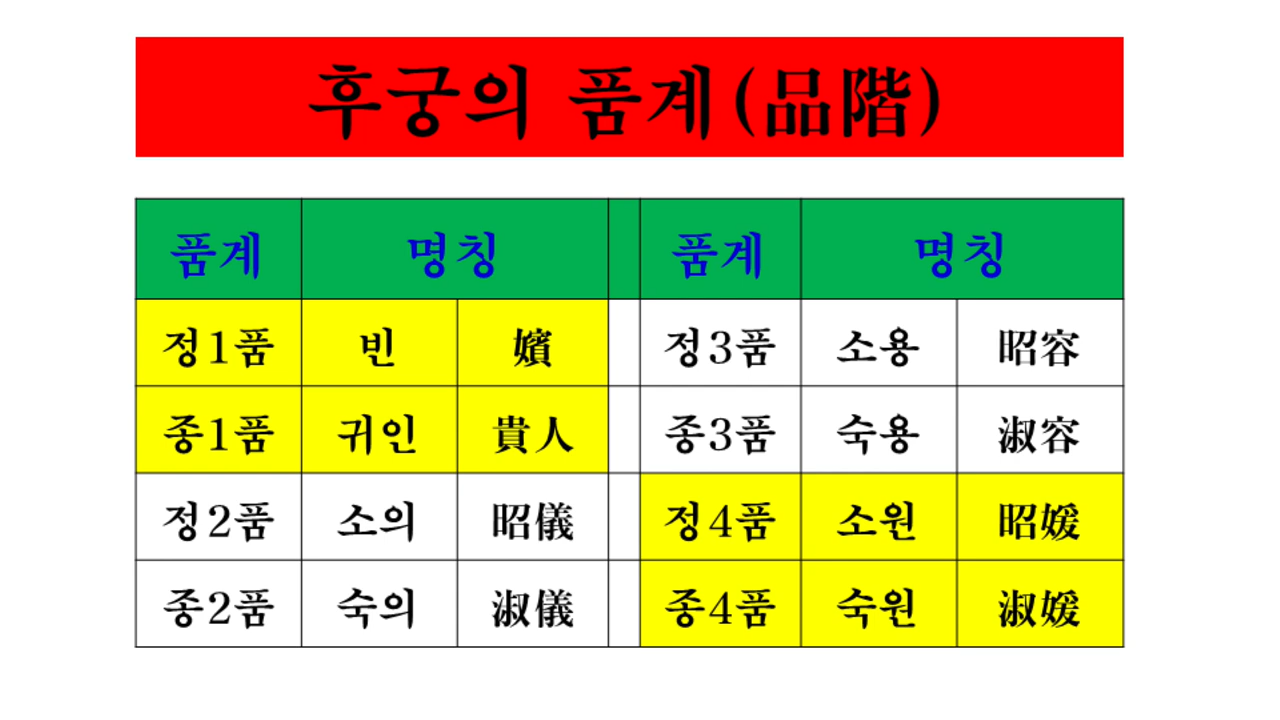 후궁의 품계(品階)
품계 명칭 품계 명칭
정1품 빈 嬪 정3품 소용 昭容
종1품 귀인 貴人 종3품 숙용 淑容
정2품 소의 昭儀 정4품 소원 昭媛
종2품 숙의 淑儀 종4품 숙원 淑媛